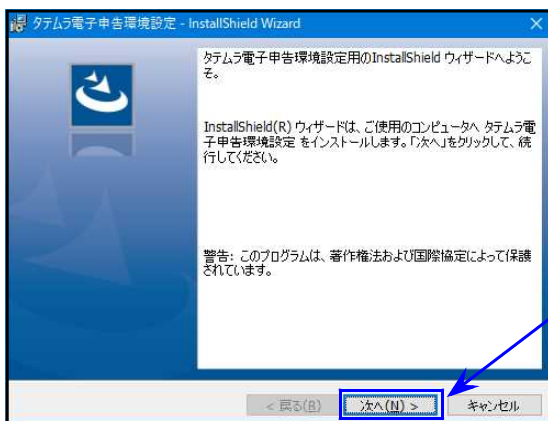 タテムラ電子申告環境設定 - InstallShield Wizard
タテムラ電子申告環境設定用のInstallShield ウィザードへようこ
そ。
InstallShield(R) ウィザードは、ご使用のコンピュータへ タテムラ電
子申告環境設定 をインストールします。「次へ」をクリックして、続
行してください。
警告: このプログラムは、著作権法および国際協定によって保護
されています。
< 戻る(B)
次へ(N) >
キャンセル